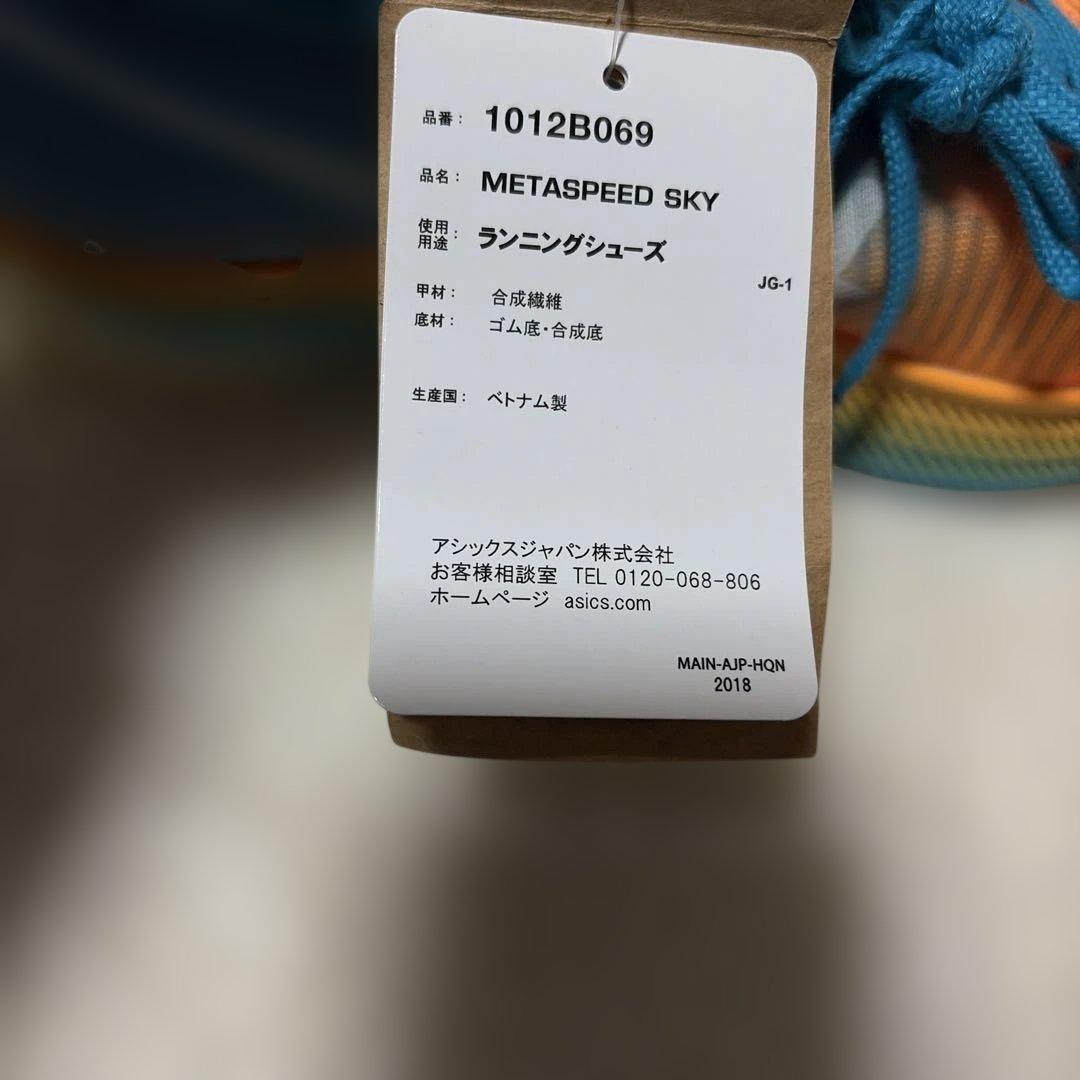 品番： 1012B069
品名： METASPEED SKY
使用用途： ランニングシューズ
JG-1
甲材： 合成繊維
底材： ゴム底・合成底
生産国： ベトナム製
アシックスジャパン株式会社
お客様相談室 TEL 0120-068-806
ホームページ asics.com
MAIN-AJP-HQN
2018